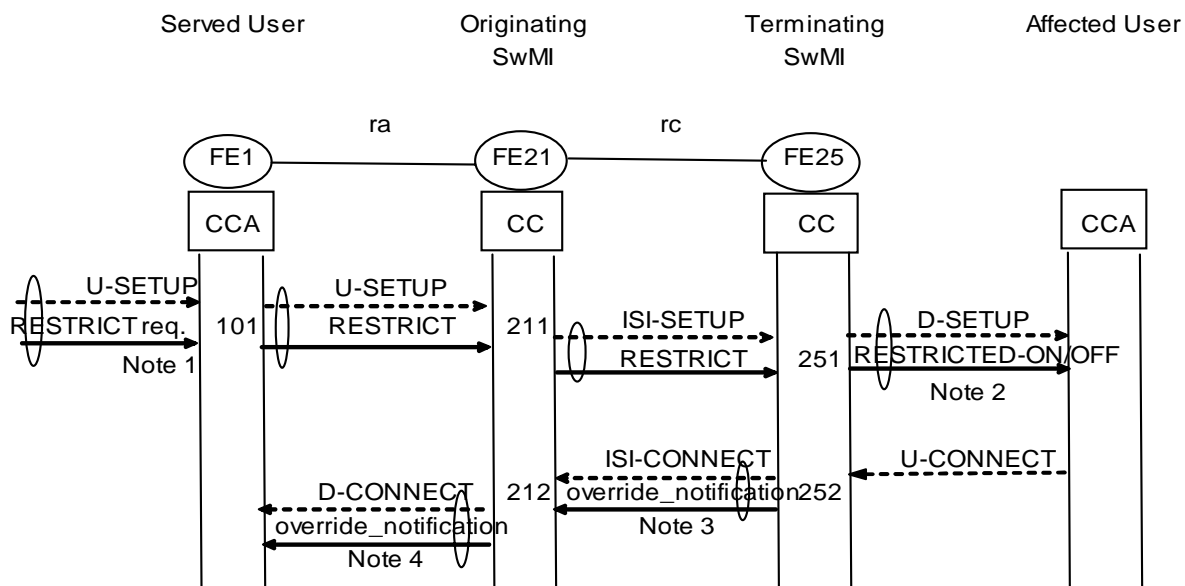 Served User
Originating
SwMI
Terminating
SwMI
Affected User
ra
rc
FE1
FE21
FE25
CCA
CC
CC
CCA
U-SETUP
RESTRICT req.
Note 1
101
U-SETUP
RESTRICT
211
ISI-SETUP
RESTRICT
251
D-SETUP
RESTRICTED-ON/OFF
Note 2
U-CONNECT
ISI-CONNECT
252
override_notification
Note 3
212
D-CONNECT
override_notification
Note 4